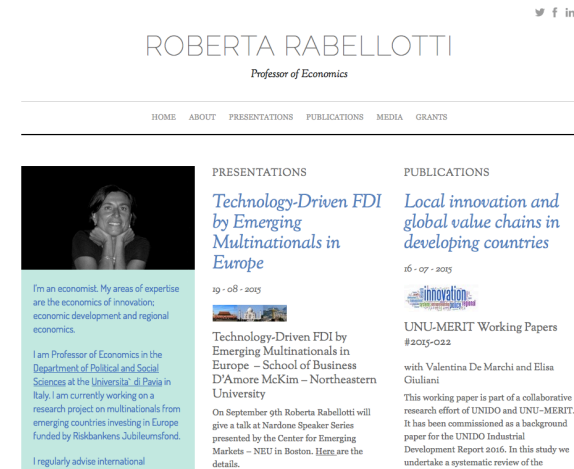 ROBERTA RABELLOTTI
Professor of Economics
HOME ABOUT PRESENTATIONS PUBLICATIONS MEDIA GRANTS
I'm an economist. My areas of expertise
are the economics of innovation;
economic development and regional
economics.
I am Professor of Economics in the
Department of Political and Social
Sciences at the Universita` di Pavia in
Italy. I am currently working on a
research project on multinationals from
emerging countries investing in Europe
funded by Riskbankens Jubileumsfond.
I regularly advise international
PRESENTATIONS
Technology-Driven FDI
by Emerging
Multinationals in
Europe
19 - 08 - 2015
Technology-Driven FDI by
Emerging Multinationals in
Europe – School of Business
D'Amore McKim – Northeastern
University
On September 9th Roberta Rabellotti will
give a talk at Nardone Speaker Series
presented by the Center for Emerging
Markets – NEU in Boston. Here are the
details.
PUBLICATIONS
Local innovation and
global value chains in
developing countries
16 - 07 - 2015
innovation
regional
UNU-MERIT Working Papers
#2015-022
with Valentina De Marchi and Elisa
Giuliani
This working paper is part of a collaborative
research effort of UNIDO and UNU–MERIT.
It has been commissioned as a background
paper for the UNIDO Industrial
Development Report 2016. In this study we
undertake a systematic review of the